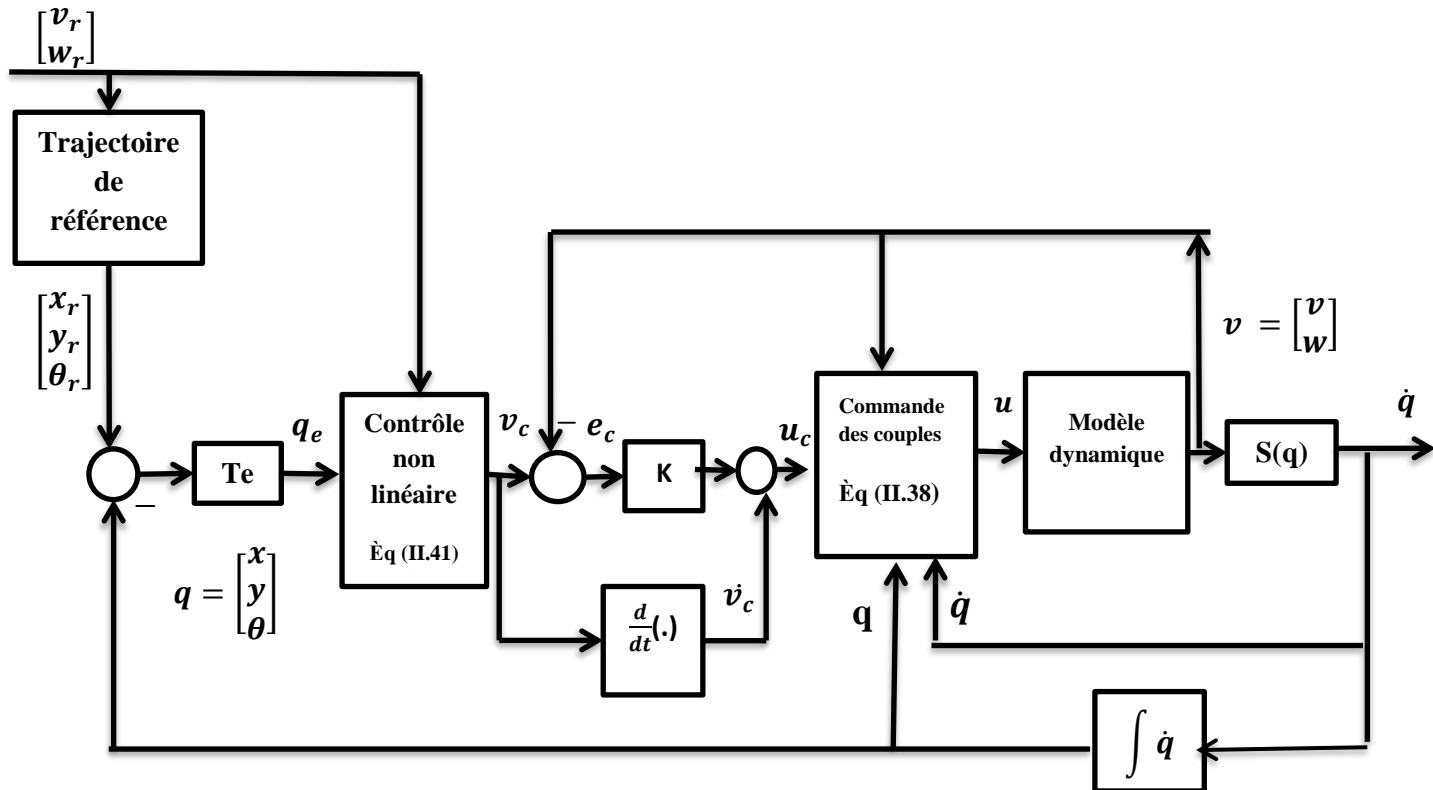 [v_r
w_r]
Trajectoire
de
référence
[x_r
y_r
θ_r]
v = [v
w]
q̇
Contrôle
non
linéaire
Èq (II.41)
Commande
des couples
Èq (II.38)
Modèle
dynamique
S(q)
u
q_e
v_c
− e_c
u_c
Te
K
−
q = [x
y
θ]
d/dt(.)
v̇_c
q
q̇
∫ q̇